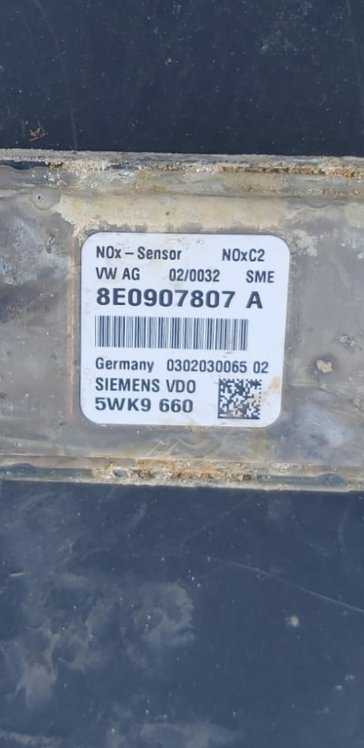 NOx - Sensor NOxC2
VW AG 02/0032 SME
8E0907807 A
Germany 0302030065 02
SIEMENS VDO
5WK9 660